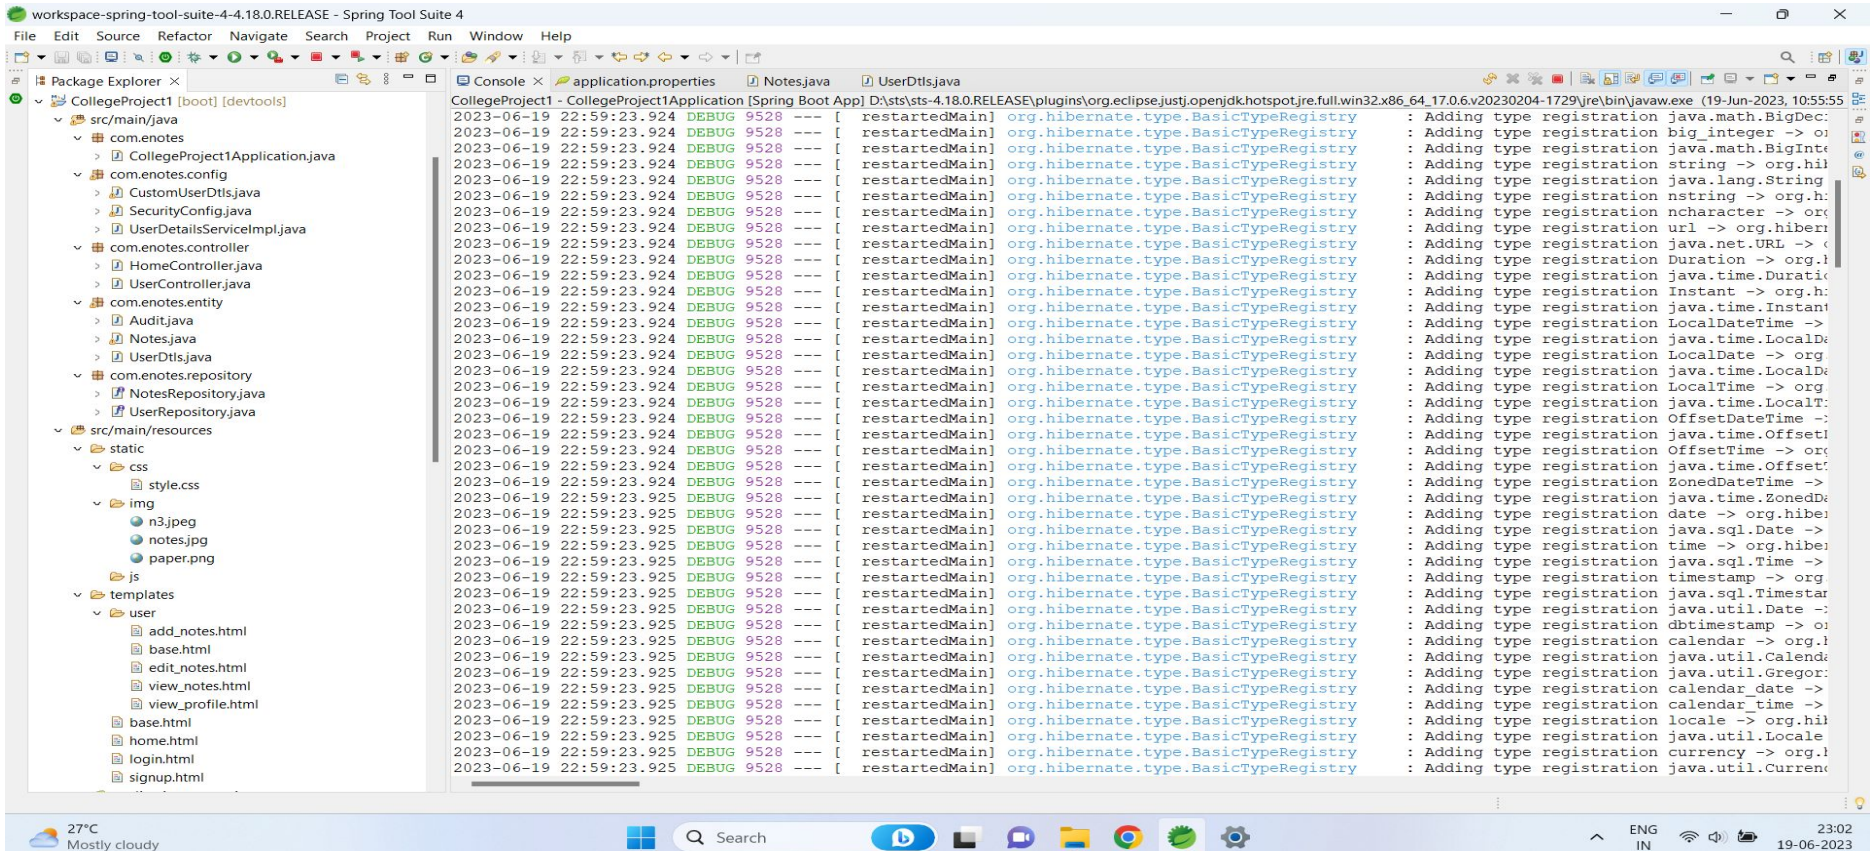 workspace-spring-tool-suite-4-4.18.0.RELEASE - Spring Tool Suite 4
File Edit Source Refactor Navigate Search Project Run Window Help
Package Explorer
CollegeProject1 [boot] [devtools]
src/main/java
com.enotes
CollegeProject1Application.java
com.enotes.config
CustomUserDtls.java
SecurityConfig.java
UserDetailsServiceImpl.java
com.enotes.controller
HomeController.java
UserController.java
com.enotes.entity
Audit.java
Notes.java
UserDtls.java
com.enotes.repository
NotesRepository.java
UserRepository.java
src/main/resources
static
css
style.css
img
n3.jpeg
notes.jpg
paper.png
js
templates
user
add_notes.html
base.html
edit_notes.html
view_notes.html
view_profile.html
base.html
home.html
login.html
signup.html
Console application.properties Notes.java UserDtls.java
CollegeProject1 - CollegeProject1Application [Spring Boot App] D:\sts\sts-4.18.0.RELEASE\plugins\org.eclipse.justj.openjdk.hotspot.jre.full.win32.x86_64_17.0.6.v20230204-1729\jre\bin\javaw.exe (19-Jun-2023, 10:55:55
2023-06-19 22:59:23.924 DEBUG 9528 --- [ restartedMain] org.hibernate.type.BasicTypeRegistry : Adding type registration java.math.BigDec
2023-06-19 22:59:23.924 DEBUG 9528 --- [ restartedMain] org.hibernate.type.BasicTypeRegistry : Adding type registration big_integer -> o
2023-06-19 22:59:23.924 DEBUG 9528 --- [ restartedMain] org.hibernate.type.BasicTypeRegistry : Adding type registration java.math.BigInte
2023-06-19 22:59:23.924 DEBUG 9528 --- [ restartedMain] org.hibernate.type.BasicTypeRegistry : Adding type registration string -> org.hi
2023-06-19 22:59:23.924 DEBUG 9528 --- [ restartedMain] org.hibernate.type.BasicTypeRegistry : Adding type registration java.lang.String
2023-06-19 22:59:23.924 DEBUG 9528 --- [ restartedMain] org.hibernate.type.BasicTypeRegistry : Adding type registration nstring -> org.h
2023-06-19 22:59:23.924 DEBUG 9528 --- [ restartedMain] org.hibernate.type.BasicTypeRegistry : Adding type registration ncharacter -> or
2023-06-19 22:59:23.924 DEBUG 9528 --- [ restartedMain] org.hibernate.type.BasicTypeRegistry : Adding type registration url -> org.hiber
2023-06-19 22:59:23.924 DEBUG 9528 --- [ restartedMain] org.hibernate.type.BasicTypeRegistry : Adding type registration java.net.URL ->
2023-06-19 22:59:23.924 DEBUG 9528 --- [ restartedMain] org.hibernate.type.BasicTypeRegistry : Adding type registration Duration -> org.
2023-06-19 22:59:23.924 DEBUG 9528 --- [ restartedMain] org.hibernate.type.BasicTypeRegistry : Adding type registration java.time.Durati
2023-06-19 22:59:23.924 DEBUG 9528 --- [ restartedMain] org.hibernate.type.BasicTypeRegistry : Adding type registration Instant -> org.h
2023-06-19 22:59:23.924 DEBUG 9528 --- [ restartedMain] org.hibernate.type.BasicTypeRegistry : Adding type registration java.time.Instant
2023-06-19 22:59:23.924 DEBUG 9528 --- [ restartedMain] org.hibernate.type.BasicTypeRegistry : Adding type registration LocalDateTime ->
2023-06-19 22:59:23.924 DEBUG 9528 --- [ restartedMain] org.hibernate.type.BasicTypeRegistry : Adding type registration java.time.LocalDa
2023-06-19 22:59:23.924 DEBUG 9528 --- [ restartedMain] org.hibernate.type.BasicTypeRegistry : Adding type registration LocalDate -> org
2023-06-19 22:59:23.924 DEBUG 9528 --- [ restartedMain] org.hibernate.type.BasicTypeRegistry : Adding type registration java.time.LocalDa
2023-06-19 22:59:23.924 DEBUG 9528 --- [ restartedMain] org.hibernate.type.BasicTypeRegistry : Adding type registration LocalTime -> org
2023-06-19 22:59:23.924 DEBUG 9528 --- [ restartedMain] org.hibernate.type.BasicTypeRegistry : Adding type registration java.time.LocalT
2023-06-19 22:59:23.924 DEBUG 9528 --- [ restartedMain] org.hibernate.type.BasicTypeRegistry : Adding type registration OffsetDateTime -
2023-06-19 22:59:23.924 DEBUG 9528 --- [ restartedMain] org.hibernate.type.BasicTypeRegistry : Adding type registration java.time.Offset
2023-06-19 22:59:23.924 DEBUG 9528 --- [ restartedMain] org.hibernate.type.BasicTypeRegistry : Adding type registration OffsetTime -> or
2023-06-19 22:59:23.924 DEBUG 9528 --- [ restartedMain] org.hibernate.type.BasicTypeRegistry : Adding type registration java.time.Offset
2023-06-19 22:59:23.924 DEBUG 9528 --- [ restartedMain] org.hibernate.type.BasicTypeRegistry : Adding type registration ZonedDateTime ->
2023-06-19 22:59:23.925 DEBUG 9528 --- [ restartedMain] org.hibernate.type.BasicTypeRegistry : Adding type registration java.time.ZonedDa
2023-06-19 22:59:23.925 DEBUG 9528 --- [ restartedMain] org.hibernate.type.BasicTypeRegistry : Adding type registration date -> org.hibe
2023-06-19 22:59:23.925 DEBUG 9528 --- [ restartedMain] org.hibernate.type.BasicTypeRegistry : Adding type registration java.sql.Date ->
2023-06-19 22:59:23.925 DEBUG 9528 --- [ restartedMain] org.hibernate.type.BasicTypeRegistry : Adding type registration time -> org.hibe
2023-06-19 22:59:23.925 DEBUG 9528 --- [ restartedMain] org.hibernate.type.BasicTypeRegistry : Adding type registration java.sql.Time ->
2023-06-19 22:59:23.925 DEBUG 9528 --- [ restartedMain] org.hibernate.type.BasicTypeRegistry : Adding type registration timestamp -> org
2023-06-19 22:59:23.925 DEBUG 9528 --- [ restartedMain] org.hibernate.type.BasicTypeRegistry : Adding type registration java.sql.Timesta
2023-06-19 22:59:23.925 DEBUG 9528 --- [ restartedMain] org.hibernate.type.BasicTypeRegistry : Adding type registration java.util.Date -
2023-06-19 22:59:23.925 DEBUG 9528 --- [ restartedMain] org.hibernate.type.BasicTypeRegistry : Adding type registration dbtimestamp -> o
2023-06-19 22:59:23.925 DEBUG 9528 --- [ restartedMain] org.hibernate.type.BasicTypeRegistry : Adding type registration calendar -> org.
2023-06-19 22:59:23.925 DEBUG 9528 --- [ restartedMain] org.hibernate.type.BasicTypeRegistry : Adding type registration java.util.Calenda
2023-06-19 22:59:23.925 DEBUG 9528 --- [ restartedMain] org.hibernate.type.BasicTypeRegistry : Adding type registration java.util.Gregor
2023-06-19 22:59:23.925 DEBUG 9528 --- [ restartedMain] org.hibernate.type.BasicTypeRegistry : Adding type registration calendar_date ->
2023-06-19 22:59:23.925 DEBUG 9528 --- [ restartedMain] org.hibernate.type.BasicTypeRegistry : Adding type registration calendar_time ->
2023-06-19 22:59:23.925 DEBUG 9528 --- [ restartedMain] org.hibernate.type.BasicTypeRegistry : Adding type registration locale -> org.hi
2023-06-19 22:59:23.925 DEBUG 9528 --- [ restartedMain] org.hibernate.type.BasicTypeRegistry : Adding type registration java.util.Locale
2023-06-19 22:59:23.925 DEBUG 9528 --- [ restartedMain] org.hibernate.type.BasicTypeRegistry : Adding type registration currency -> org.
2023-06-19 22:59:23.925 DEBUG 9528 --- [ restartedMain] org.hibernate.type.BasicTypeRegistry : Adding type registration java.util.Curren
27°C
Mostly cloudy
Search
ENG
IN
23:02
19-06-2023